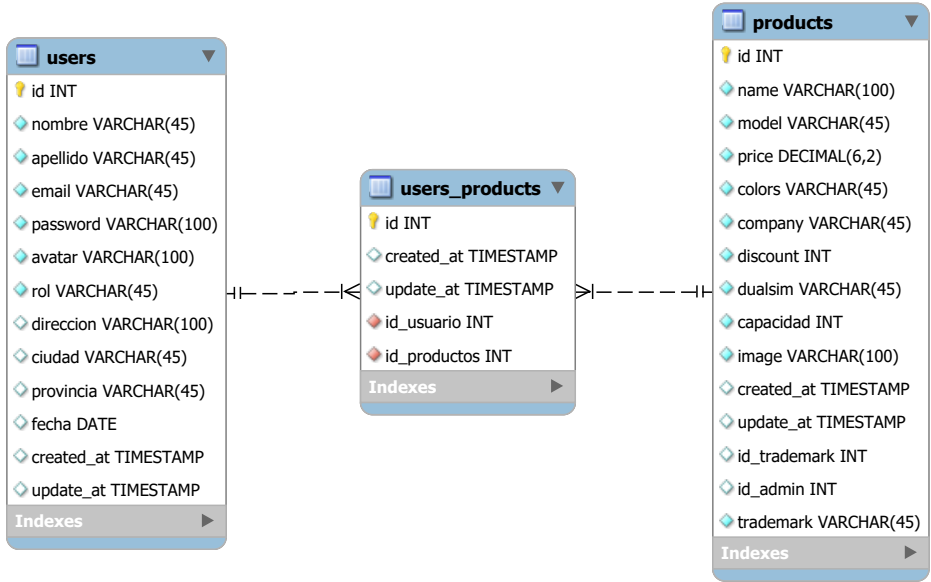 users
id INT
nombre VARCHAR(45)
apellido VARCHAR(45)
email VARCHAR(45)
password VARCHAR(100)
avatar VARCHAR(100)
rol VARCHAR(45)
direccion VARCHAR(100)
ciudad VARCHAR(45)
provincia VARCHAR(45)
fecha DATE
created_at TIMESTAMP
update_at TIMESTAMP
Indexes
users_products
id INT
created_at TIMESTAMP
update_at TIMESTAMP
id_usuario INT
id_productos INT
Indexes
products
id INT
name VARCHAR(100)
model VARCHAR(45)
price DECIMAL(6,2)
colors VARCHAR(45)
company VARCHAR(45)
discount INT
dualsim VARCHAR(45)
capacidad INT
image VARCHAR(100)
created_at TIMESTAMP
update_at TIMESTAMP
id_trademark INT
id_admin INT
trademark VARCHAR(45)
Indexes